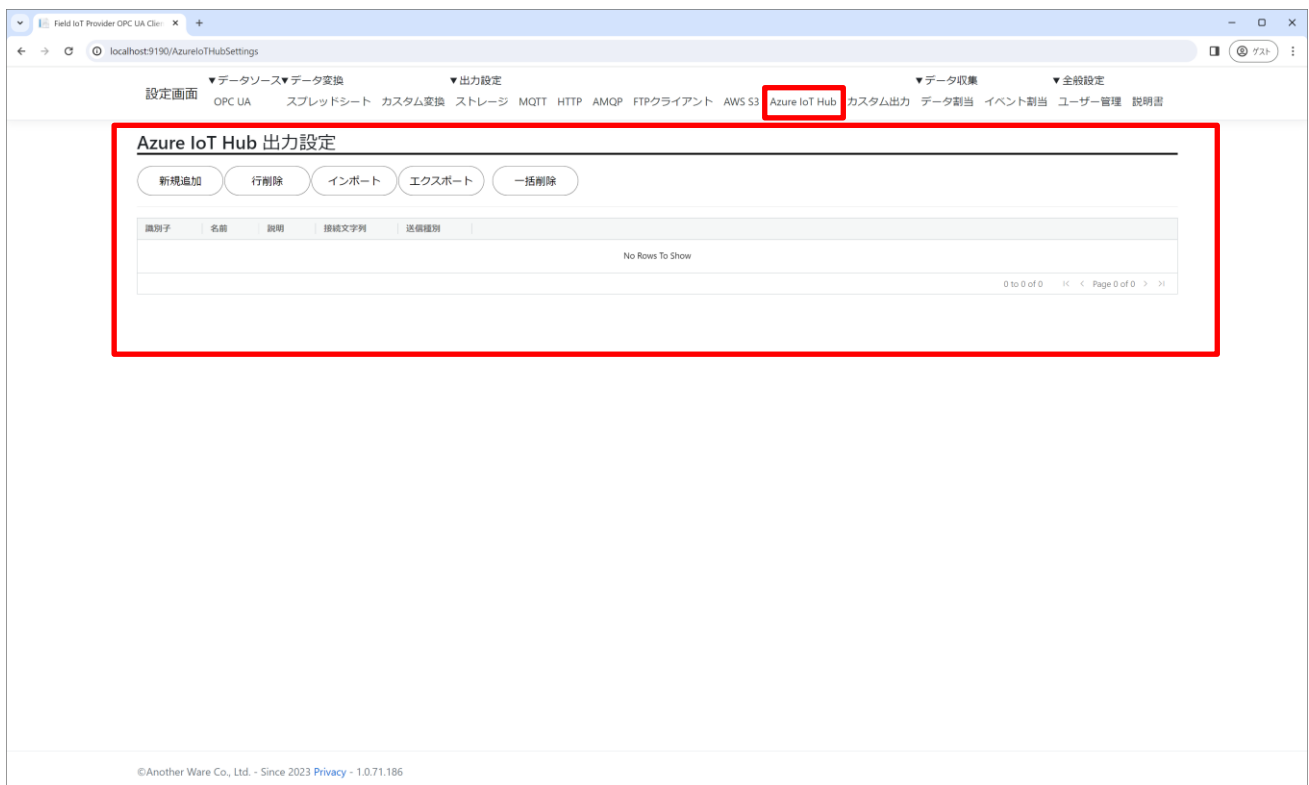 Field IoT Provider OPC UA Clie
localhost:9190/AzureIoTHubSettings
ゲスト
設定画面
▼データソース▼データ変換 ▼出力設定 ▼データ収集 ▼全般設定
OPC UA スプレッドシート カスタム変換 ストレージ MQTT HTTP AMQP FTPクライアント AWS S3 Azure IoT Hub カスタム出力 データ割当 イベント割当 ユーザー管理 説明書
Azure IoT Hub 出力設定
新規追加 行削除 インポート エクスポート 一括削除
識別子 名前 説明 接続文字列 送信種別
No Rows To Show
0 to 0 of 0 Page 0 of 0
©Another Ware Co., Ltd. - Since 2023 Privacy - 1.0.71.186